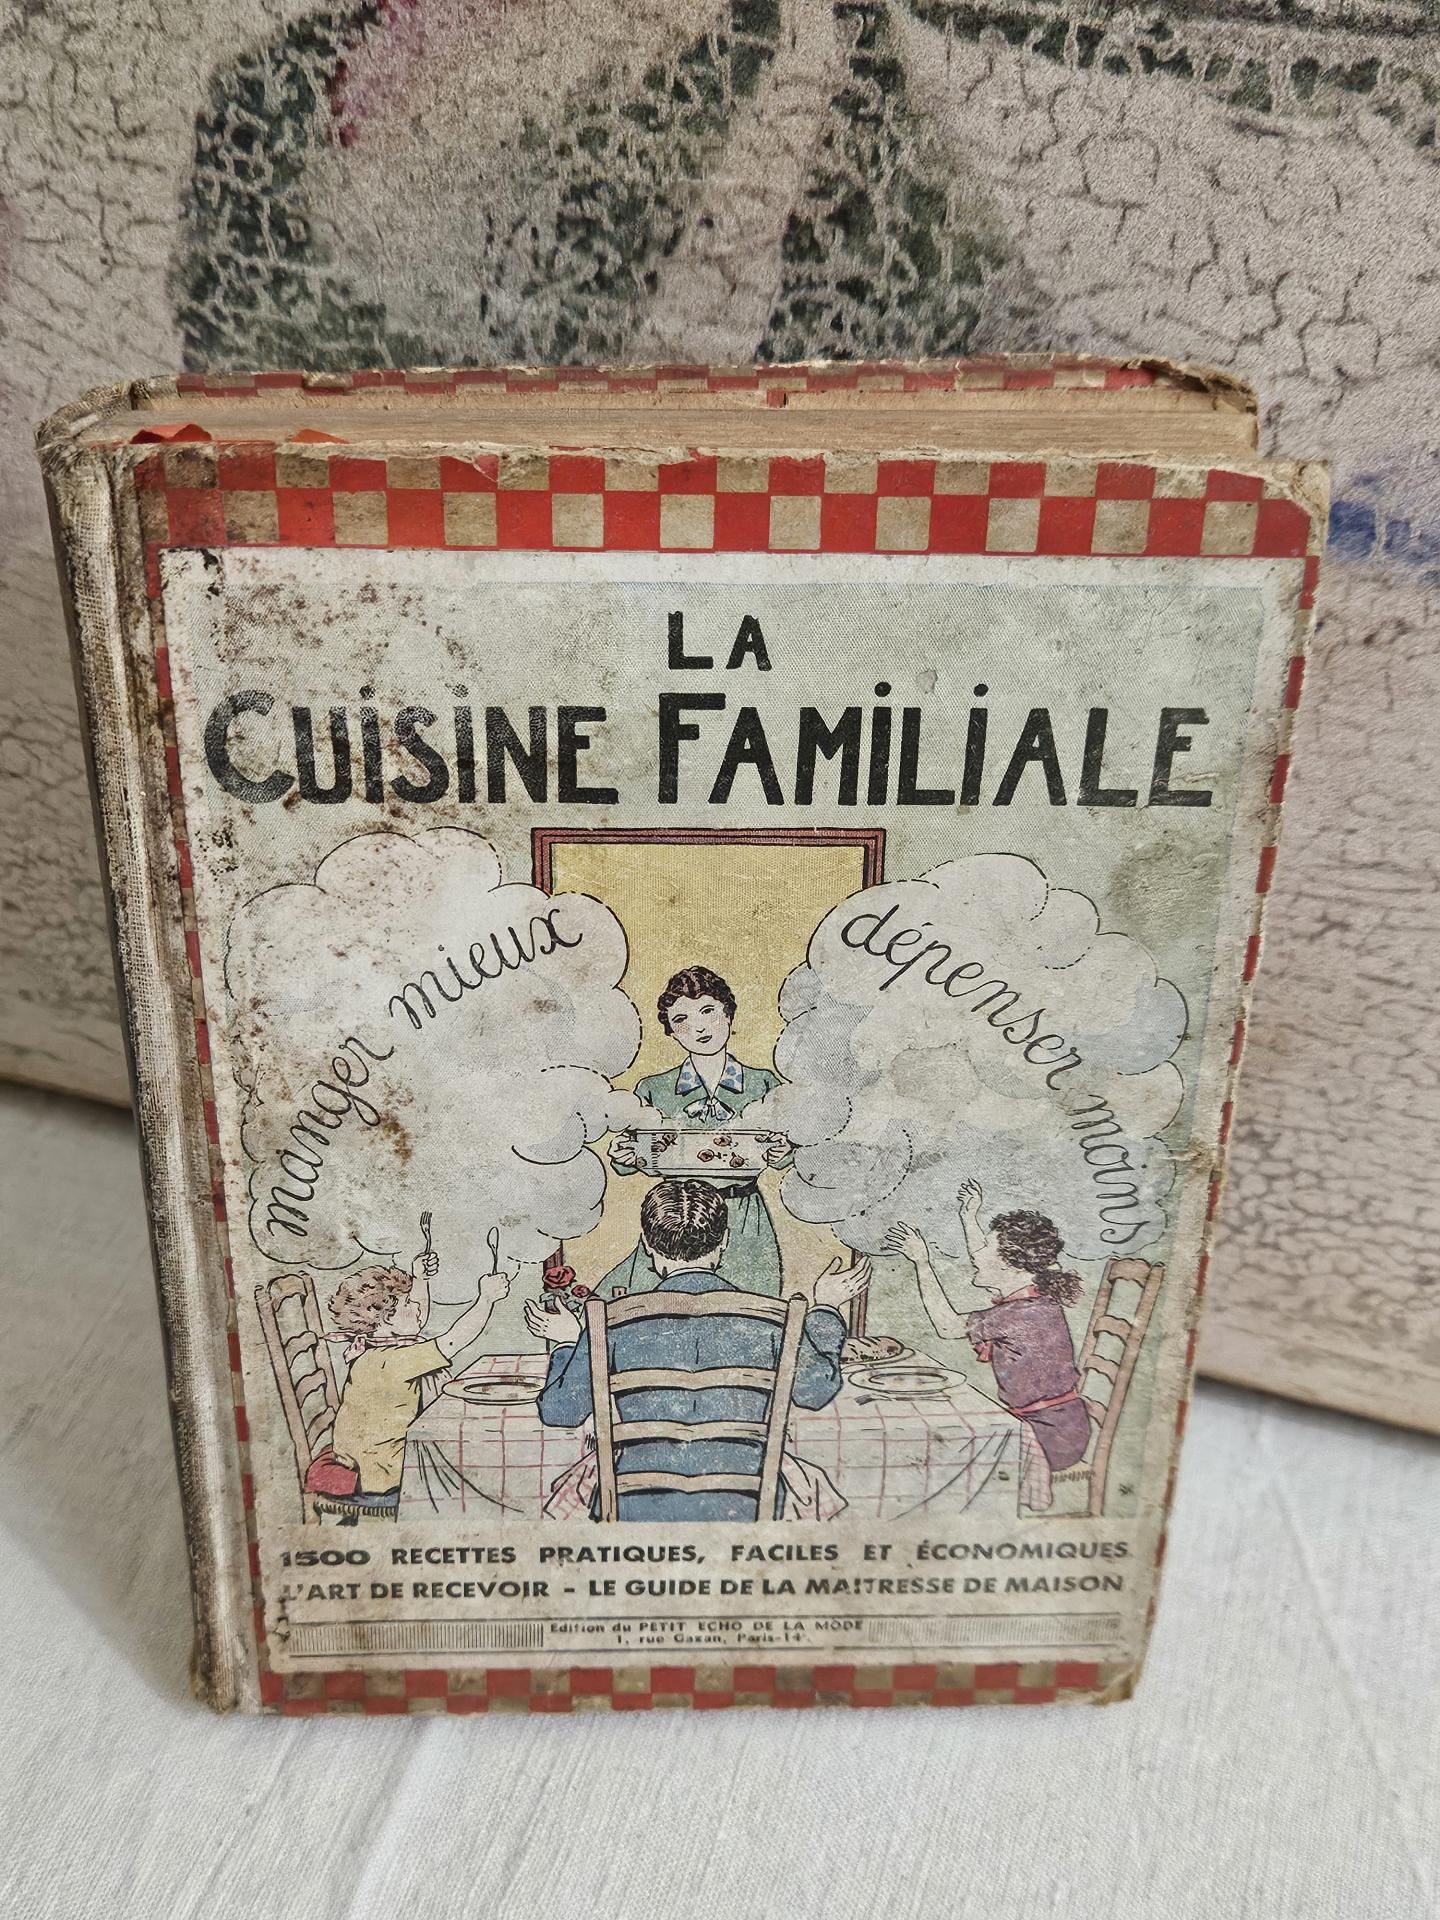 LA
CUISINE FAMILIALE
manger mieux
dépenser moins
1500 RECETTES PRATIQUES, FACILES ET ÉCONOMIQUES
L'ART DE RECEVOIR - LE GUIDE DE LA MAITRESSE DE MAISON
Edition du PETIT ECHO DE LA MODE
1, rue Gazan, Paris-14e.